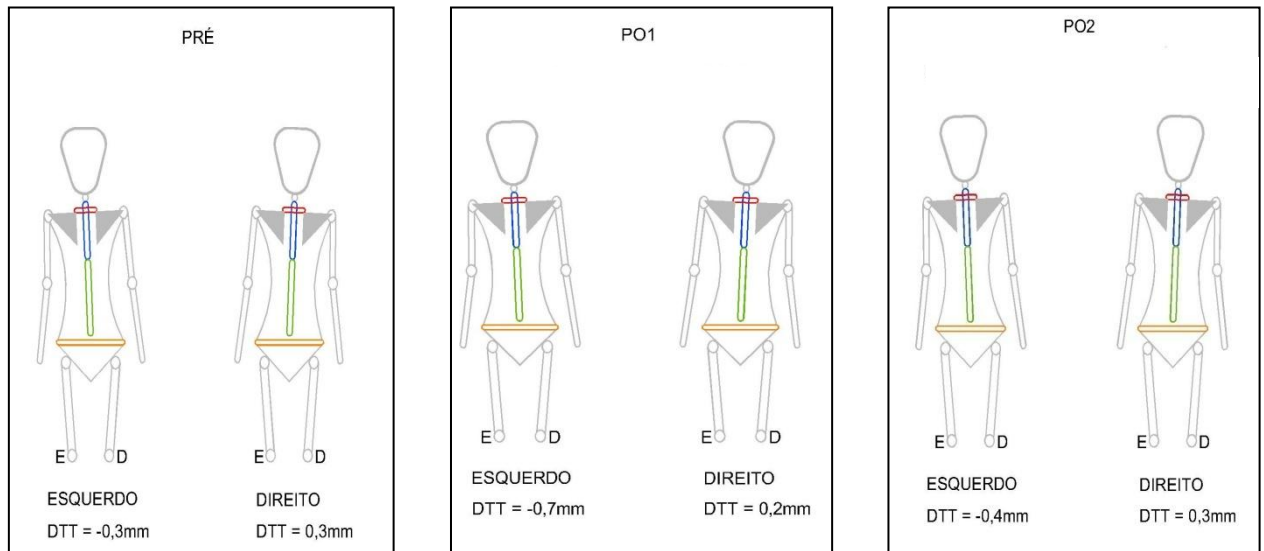 PRÉ
E D E D
ESQUERDO DIREITO
DTT = -0,3mm DTT = 0,3mm
PO1
E D E D
ESQUERDO DIREITO
DTT = -0,7mm DTT = 0,2mm
PO2
E D E D
ESQUERDO DIREITO
DTT = -0,4mm DTT = 0,3mm